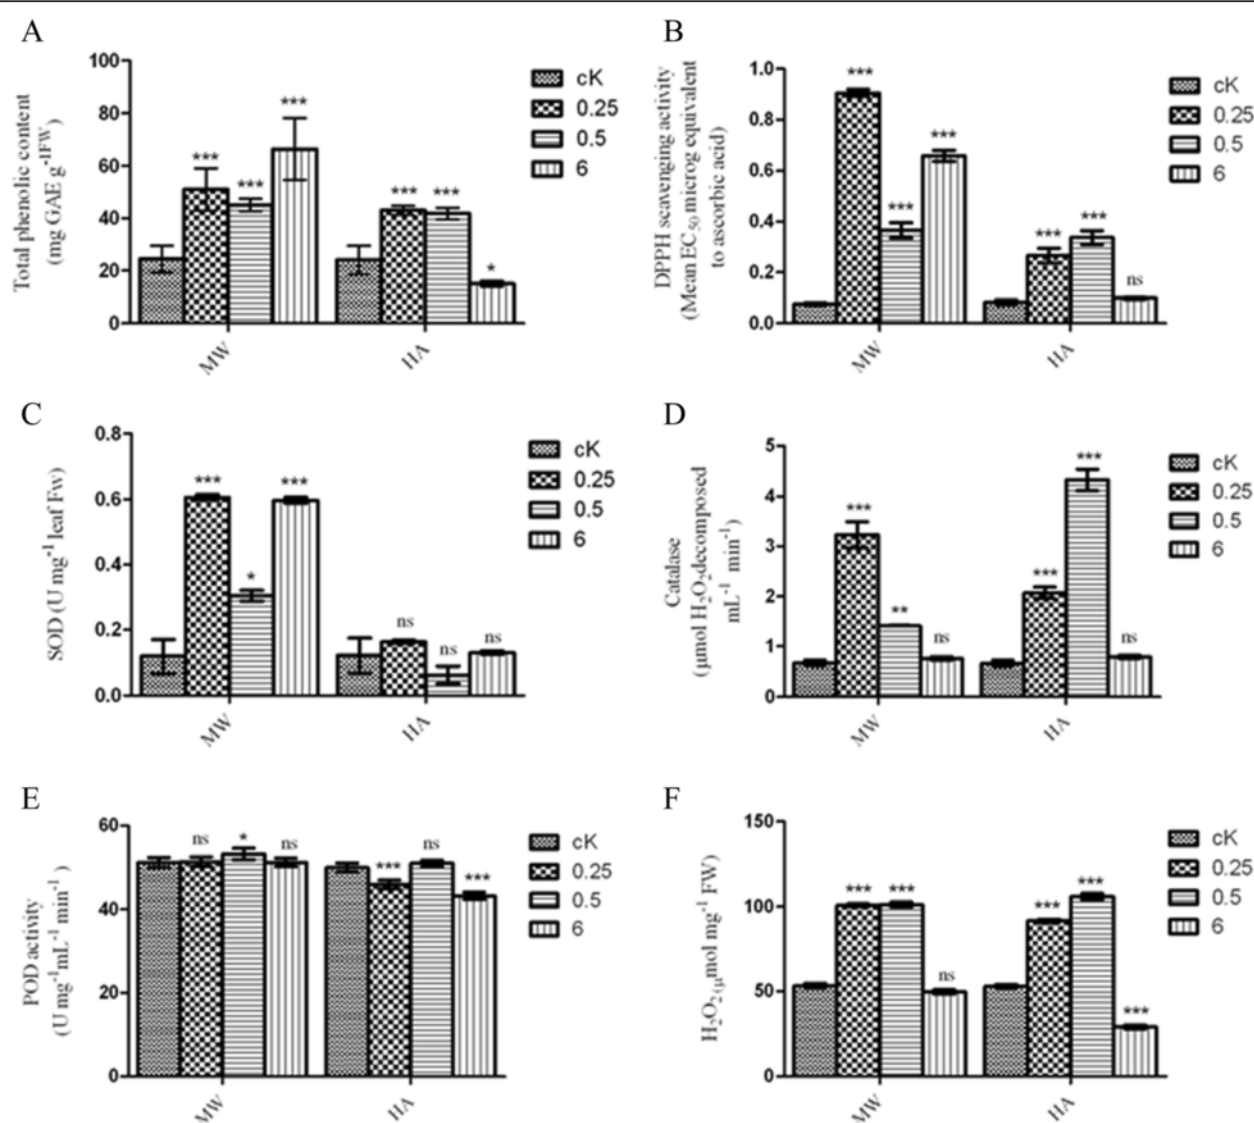 A
Total phenolic content
(mg GAE g-1FW)
100
80
60
40
20
0
***
***
***
***
***
*
MW
HA
cK
0.25
0.5
6
B
DPPH scavenging activity
(Mean EC50 microg equivalent
to ascorbic acid)
1.0
0.8
0.6
0.4
0.2
0.0
***
***
***
***
***
ns
MW
HA
cK
0.25
0.5
6
C
SOD (U mg-1 leaf Fw)
0.8
0.6
0.4
0.2
0.0
***
*
***
ns
ns
ns
MW
HA
cK
0.25
0.5
6
D
Catalase
(µmol H2O2decomposed
mL-1 min-1)
5
4
3
2
1
0
***
**
ns
***
***
ns
MW
HA
cK
0.25
0.5
6
E
POD activity
(U mg-1mL-1 min-1)
60
40
20
0
ns
*
ns
***
ns
***
MW
HA
cK
0.25
0.5
6
F
H2O2 (µmol mg-1 FW)
150
100
50
0
***
***
ns
***
***
***
MW
HA
cK
0.25
0.5
6